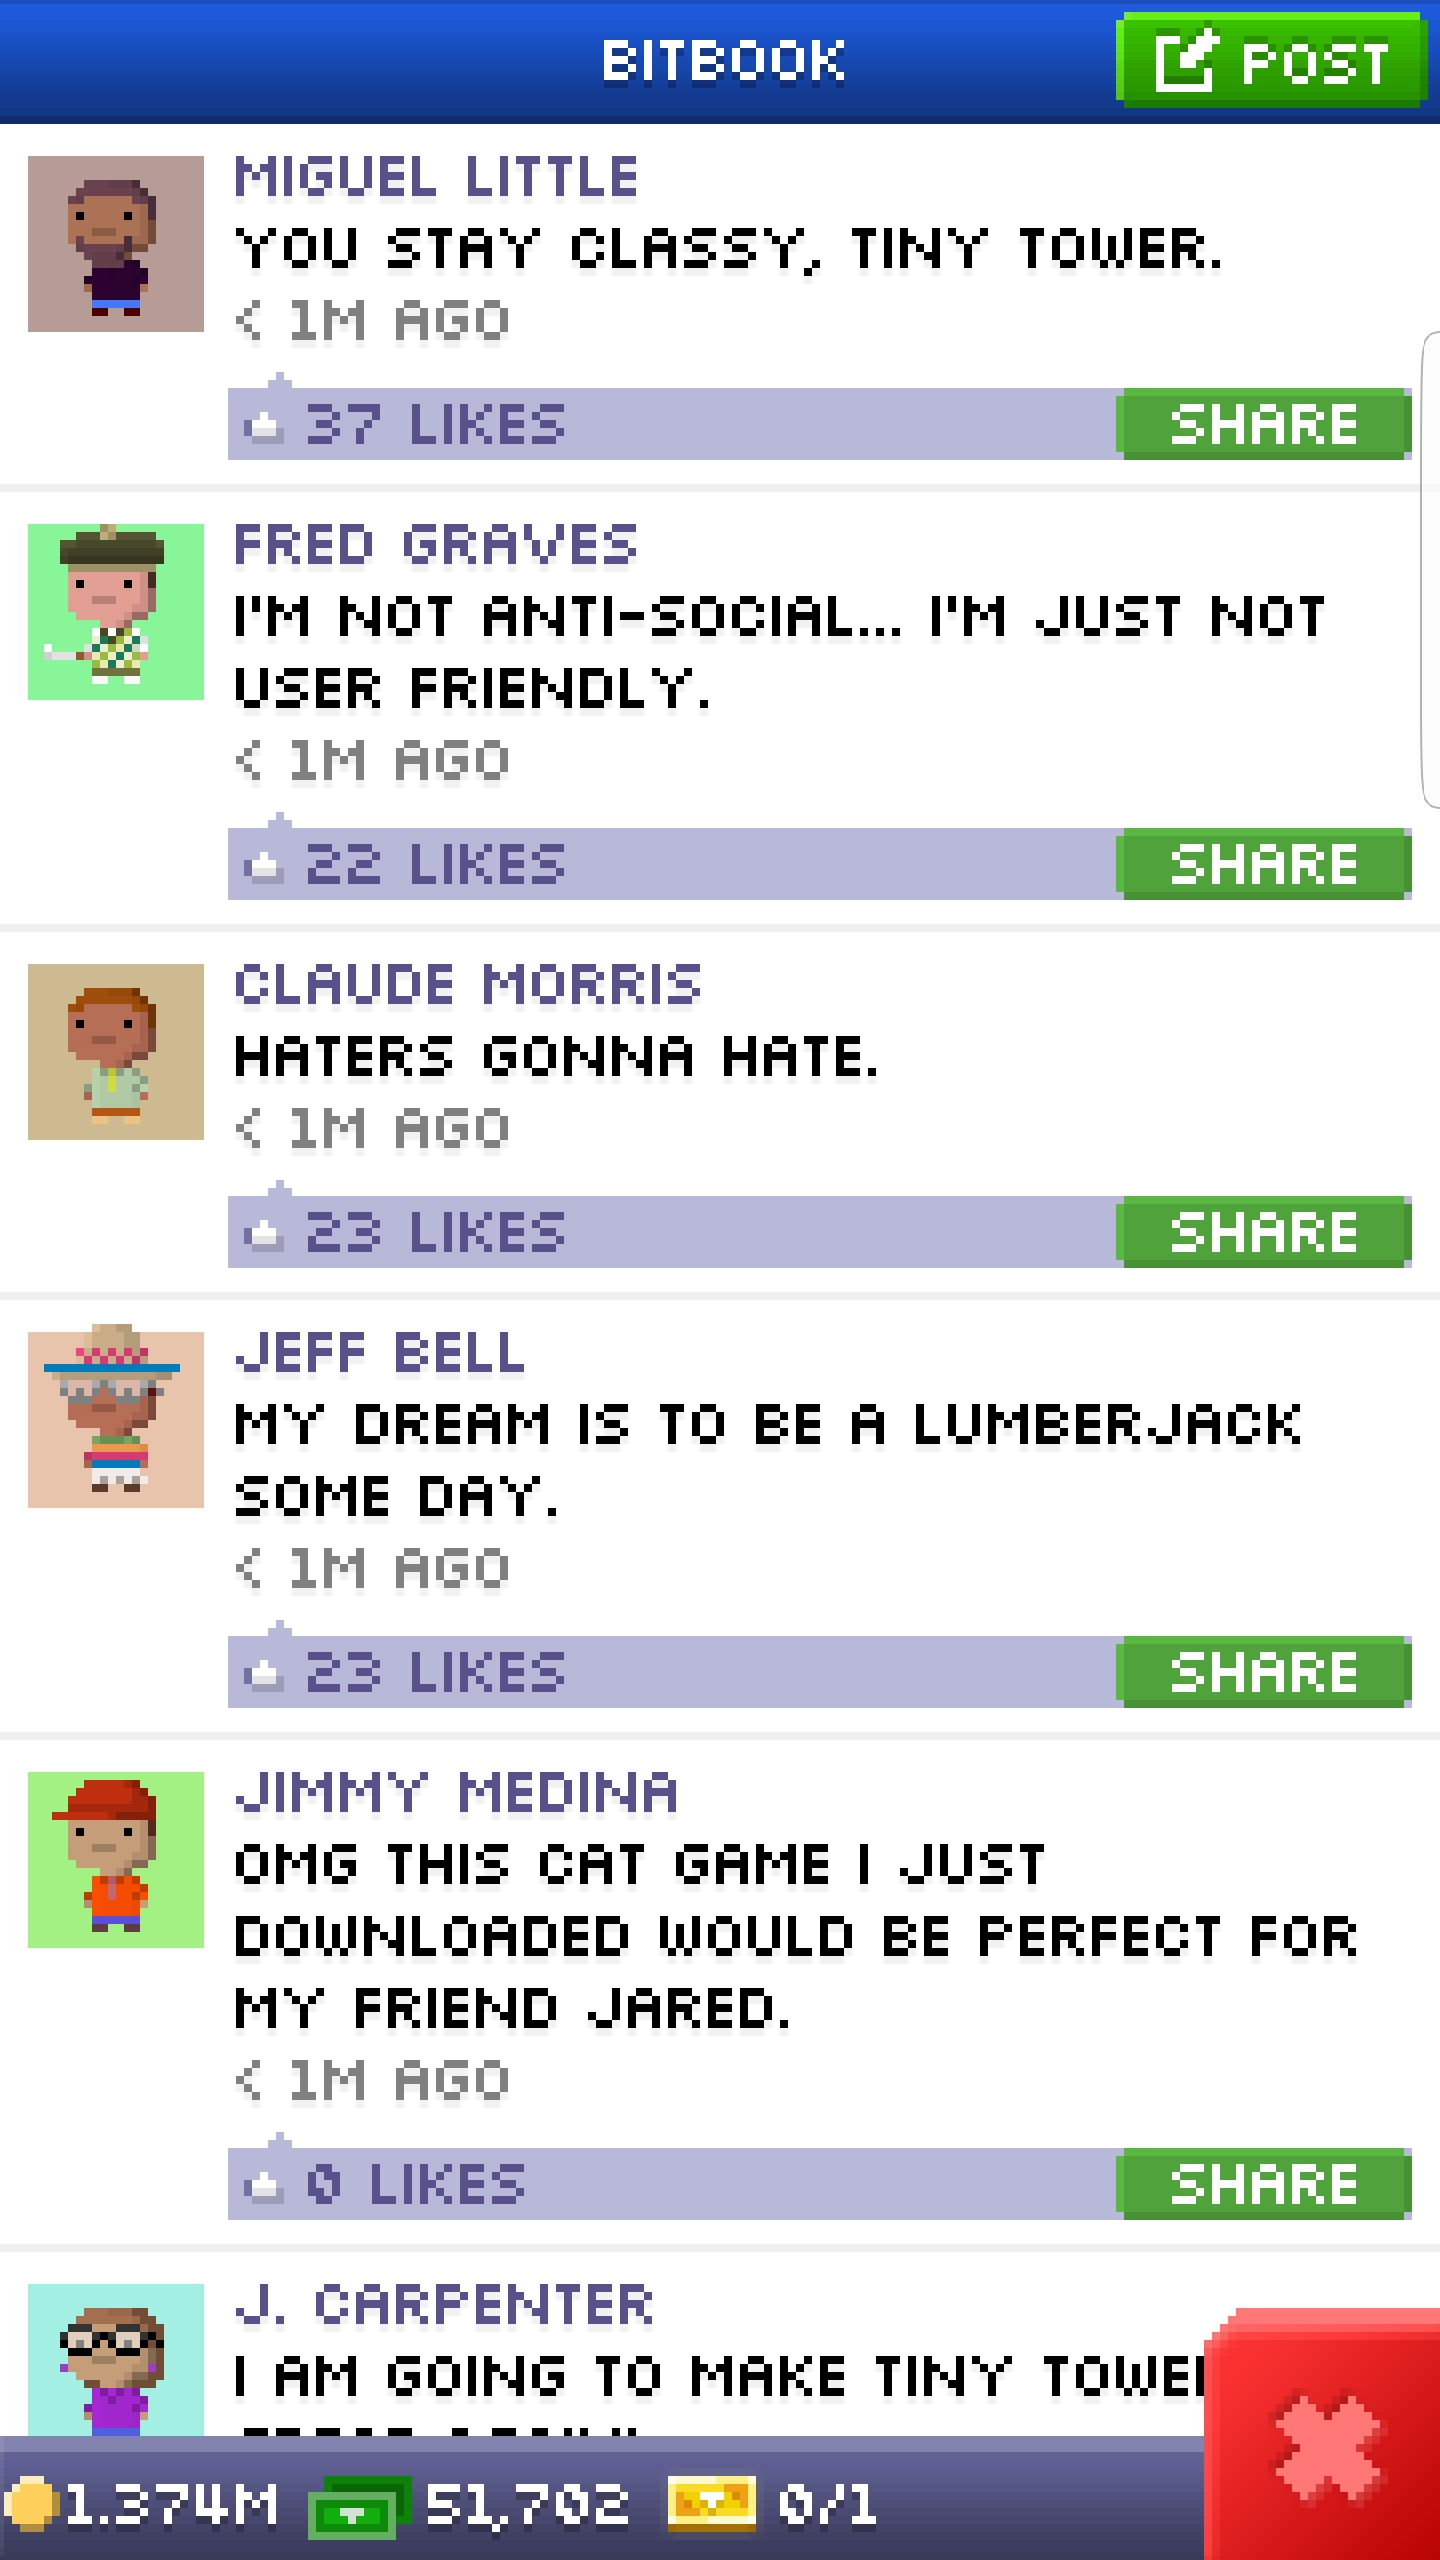 BITBOOK
POST
MIGUEL LITTLE
YOU STAY CLASSY, TINY TOWER.
< 1M AGO
37 LIKES
SHARE
FRED GRAVES
I'M NOT ANTI-SOCIAL... I'M JUST NOT
USER FRIENDLY.
< 1M AGO
22 LIKES
SHARE
CLAUDE MORRIS
HATERS GONNA HATE.
< 1M AGO
23 LIKES
SHARE
JEFF BELL
MY DREAM IS TO BE A LUMBERJACK
SOME DAY.
< 1M AGO
23 LIKES
SHARE
JIMMY MEDINA
OMG THIS CAT GAME I JUST
DOWNLOADED WOULD BE PERFECT FOR
MY FRIEND JARED.
< 1M AGO
0 LIKES
SHARE
J. CARPENTER
I AM GOING TO MAKE TINY
1.374M
51,702
0/1